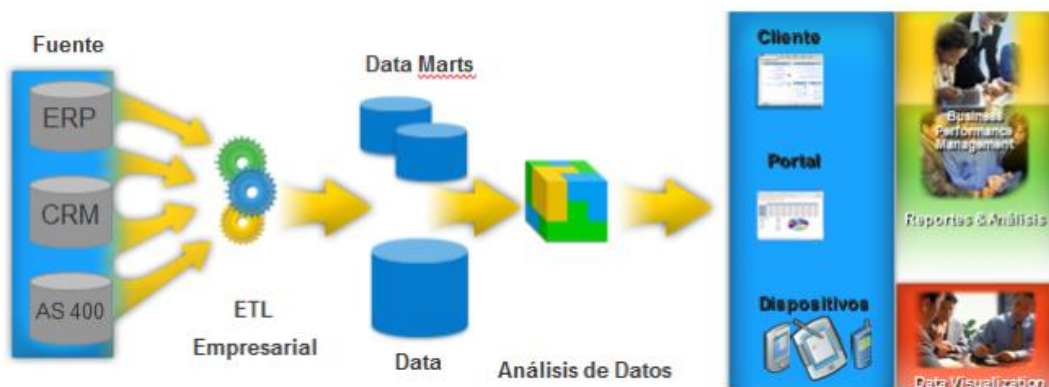 Fuente
ERP
CRM
AS 400
ETL
Empresarial
Data Marts
Data
Análisis de Datos
Cliente
Portal
Dispositivos
Business
Performance
Management
Reportes & Análisis
Data Visualization